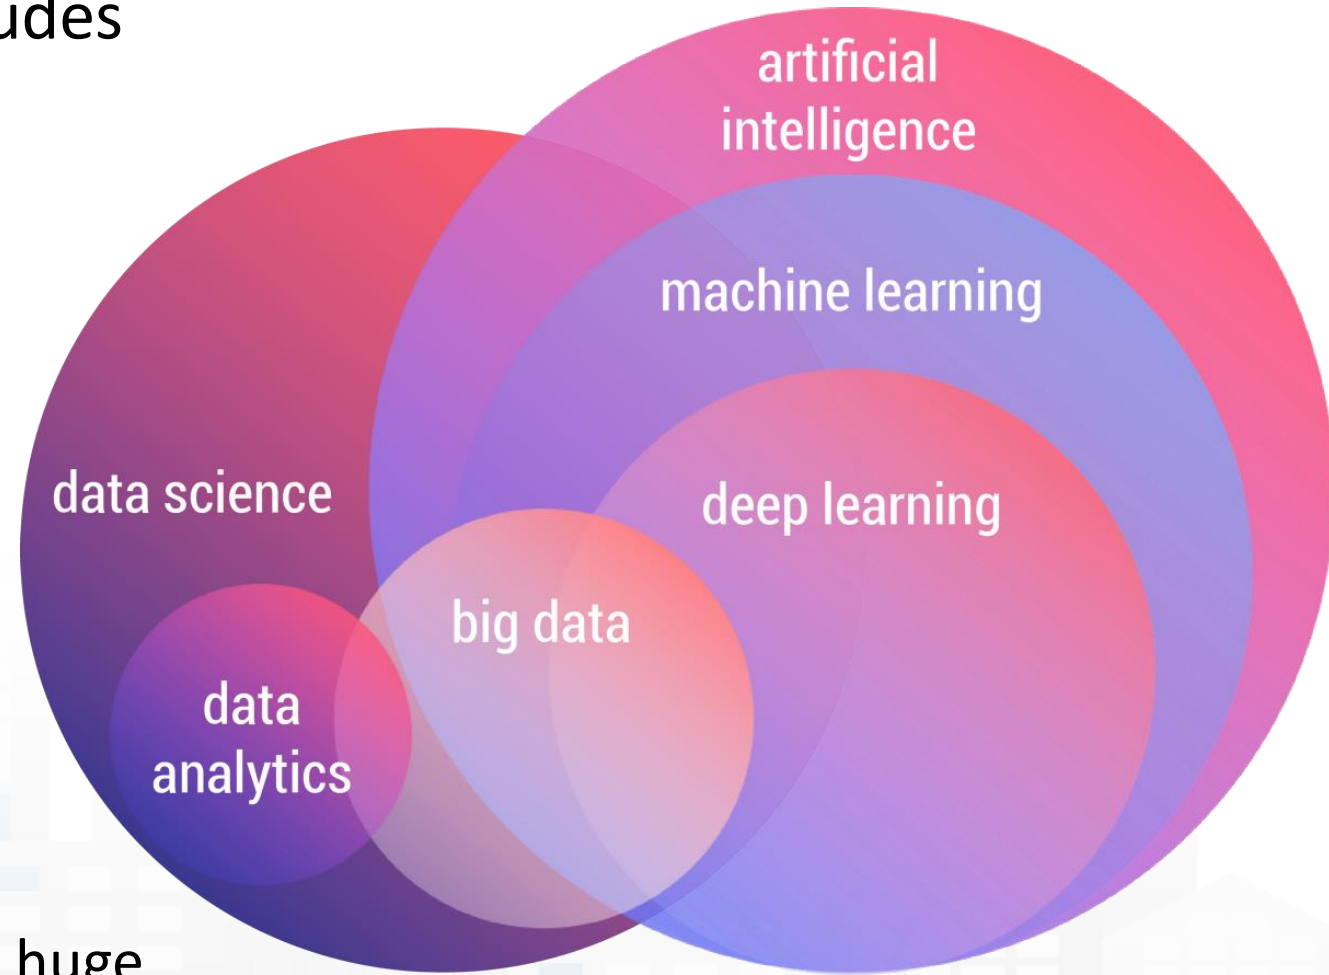 udes
artificial
intelligence
machine learning
data science
deep learning
big data
data
analytics
huge